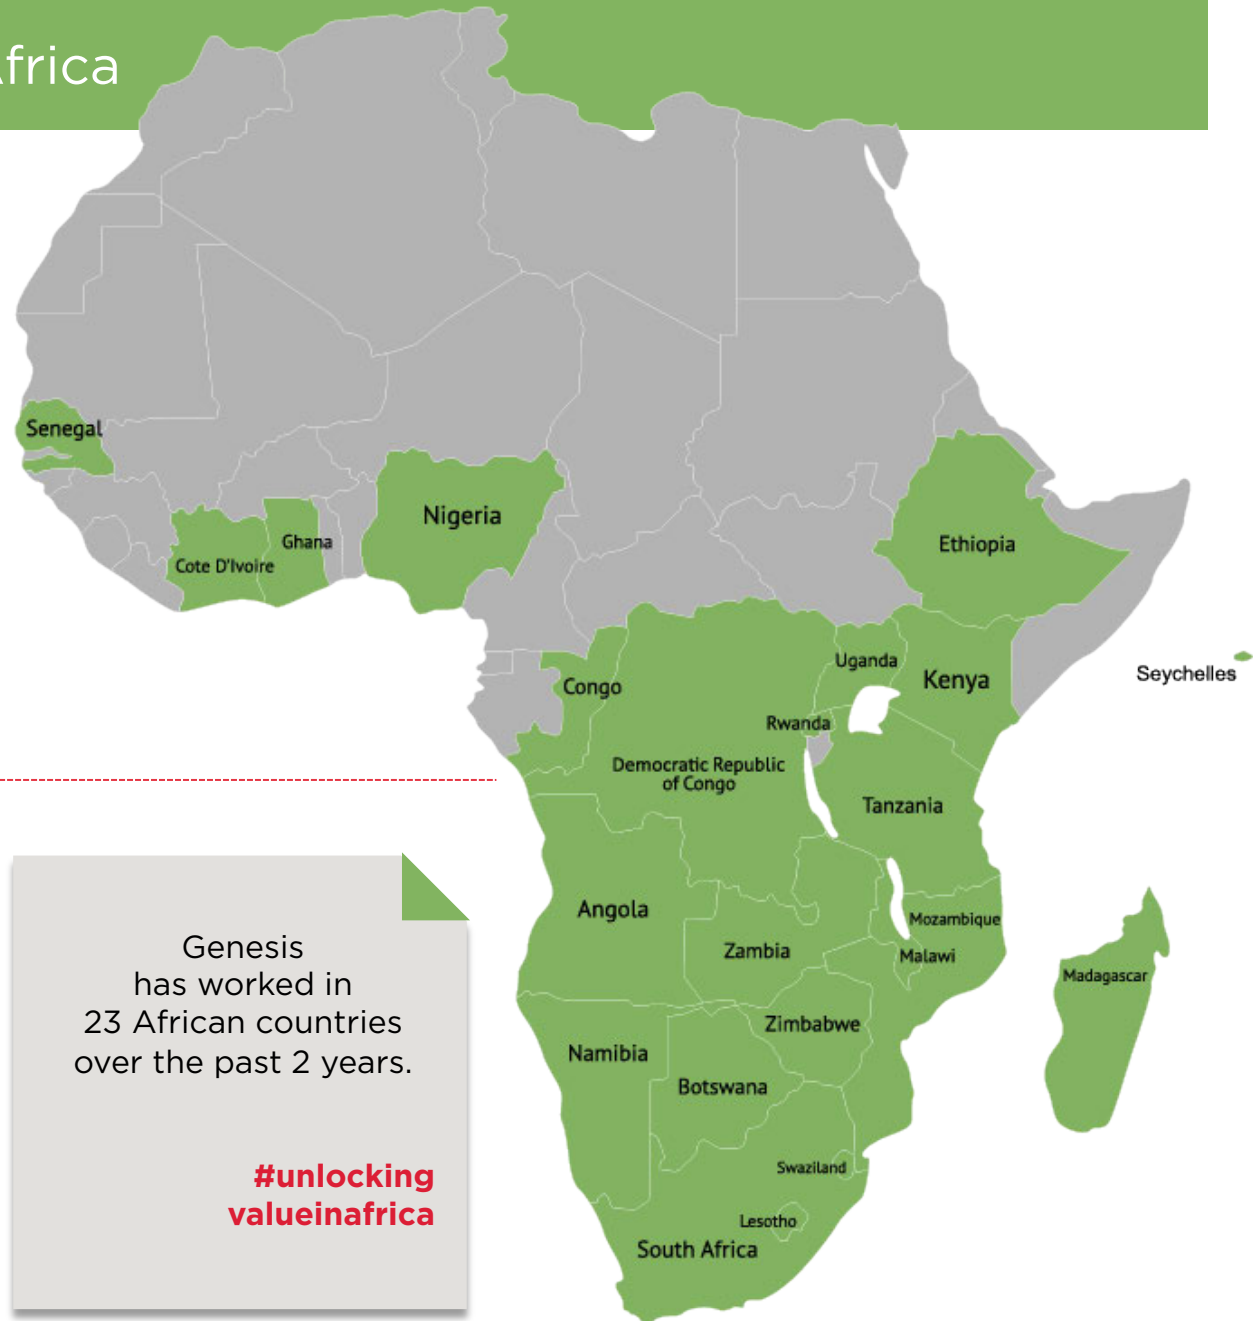 Africa
Senegal
Nigeria
Ghana
Cote D'Ivoire
Ethiopia
Uganda
Kenya
Seychelles
Congo
Rwanda
Democratic Republic
of Congo
Tanzania
Angola
Mozambique
Zambia
Malawi
Madagascar
Zimbabwe
Namibia
Botswana
Swaziland
Lesotho
South Africa
Genesis
has worked in
23 African countries
over the past 2 years.
#unlocking
valueinafrica